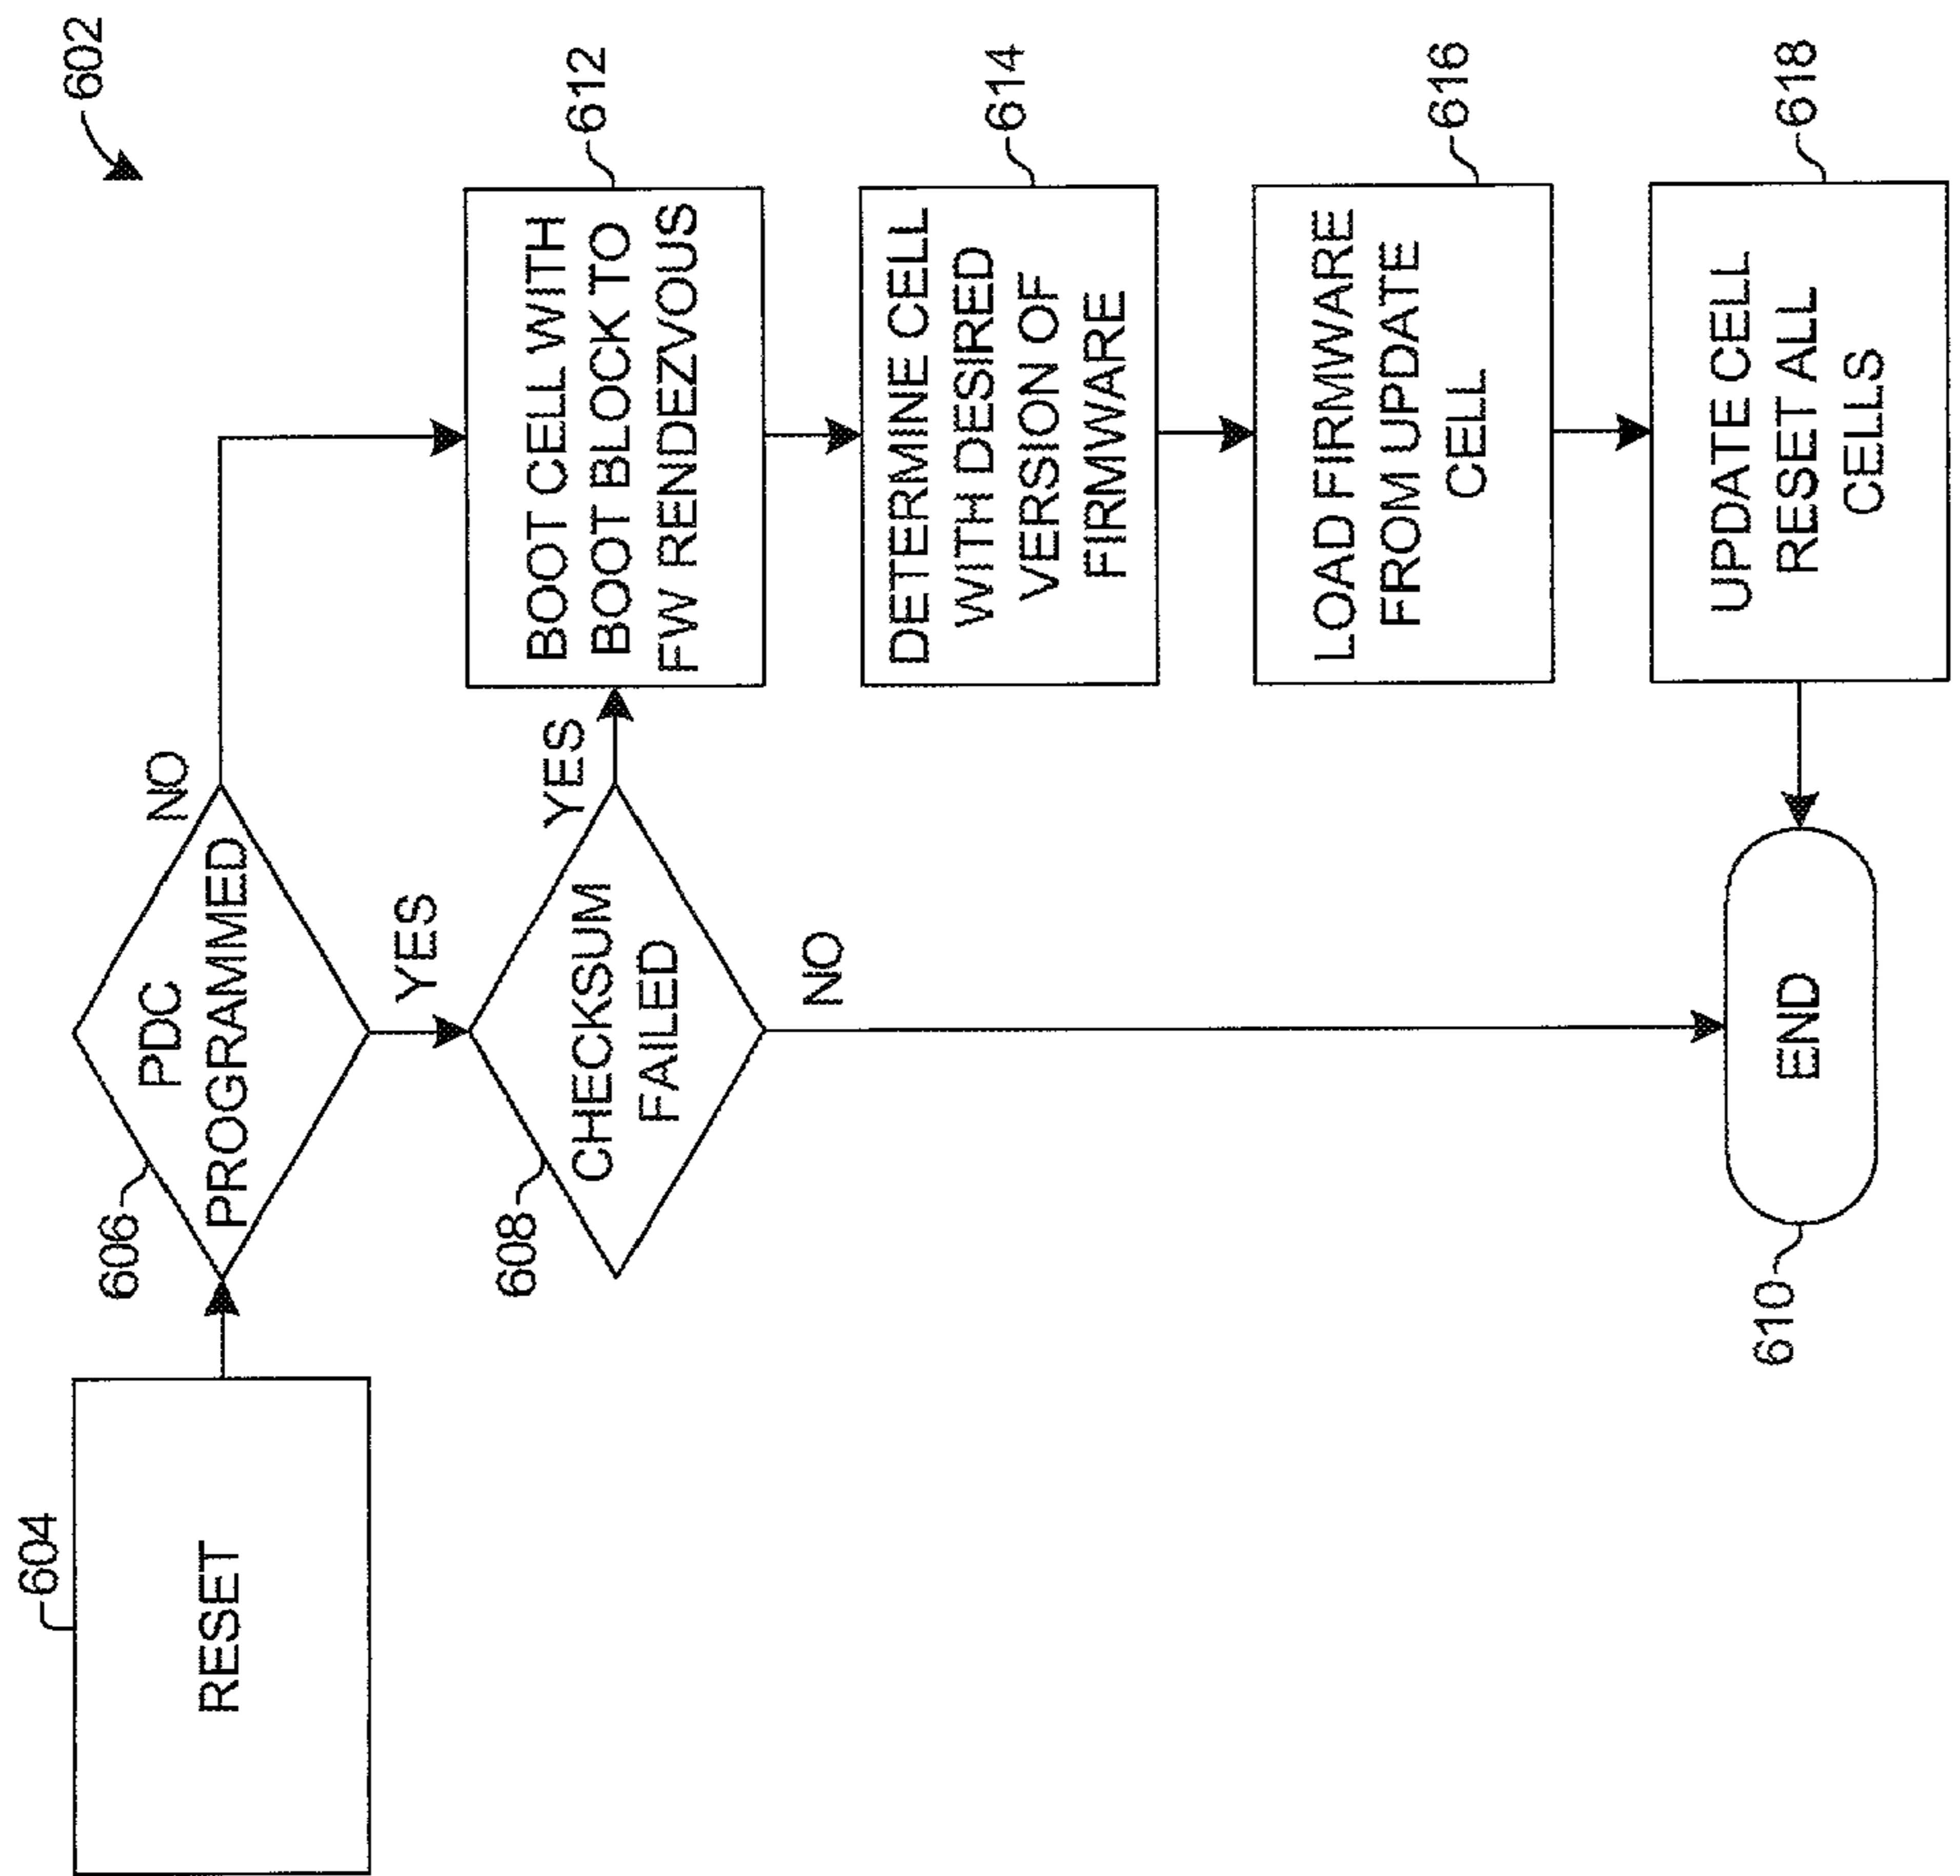 602
604
RESET
606
PDC
PROGRAMMED
NO
YES
608
CHECKSUM
FAILED
YES
NO
612
BOOT CELL WITH
BOOT BLOCK TO
FW RENDEZVOUS
614
DETERMINE CELL
WITH DESIRED
VERSION OF
FIRMWARE
616
LOAD FIRMWARE
FROM UPDATE
CELL
618
UPDATE CELL
RESET ALL
CELLS
610
END